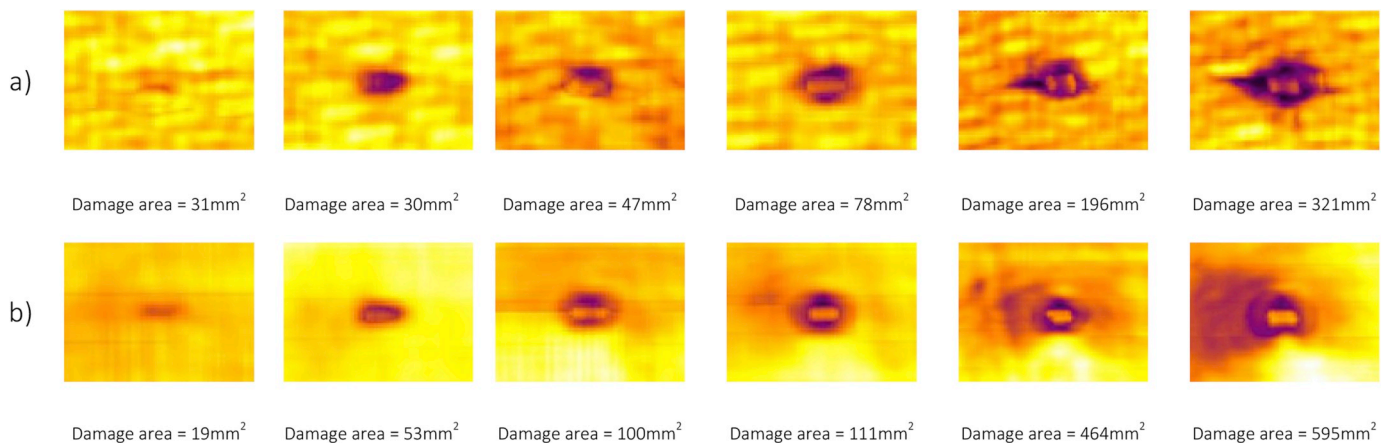 a)
Damage area = 31mm²
Damage area = 30mm²
Damage area = 47mm²
Damage area = 78mm²
Damage area = 196mm²
Damage area = 321mm²
b)
Damage area = 19mm²
Damage area = 53mm²
Damage area = 100mm²
Damage area = 111mm²
Damage area = 464mm²
Damage area = 595mm²